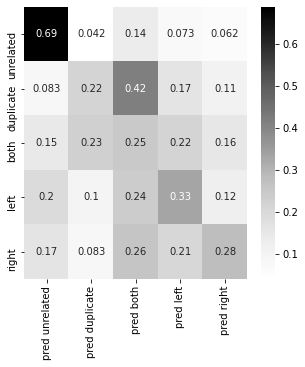 unrelated 0.69 0.042 0.14 0.073 0.062
duplicate 0.083 0.22 0.42 0.17 0.11
both 0.15 0.23 0.25 0.22 0.16
left 0.2 0.1 0.24 0.33 0.12
right 0.17 0.083 0.26 0.21 0.28
pred unrelated
pred duplicate
pred both
pred left
pred right
0.6
0.5
0.4
0.3
0.2
0.1